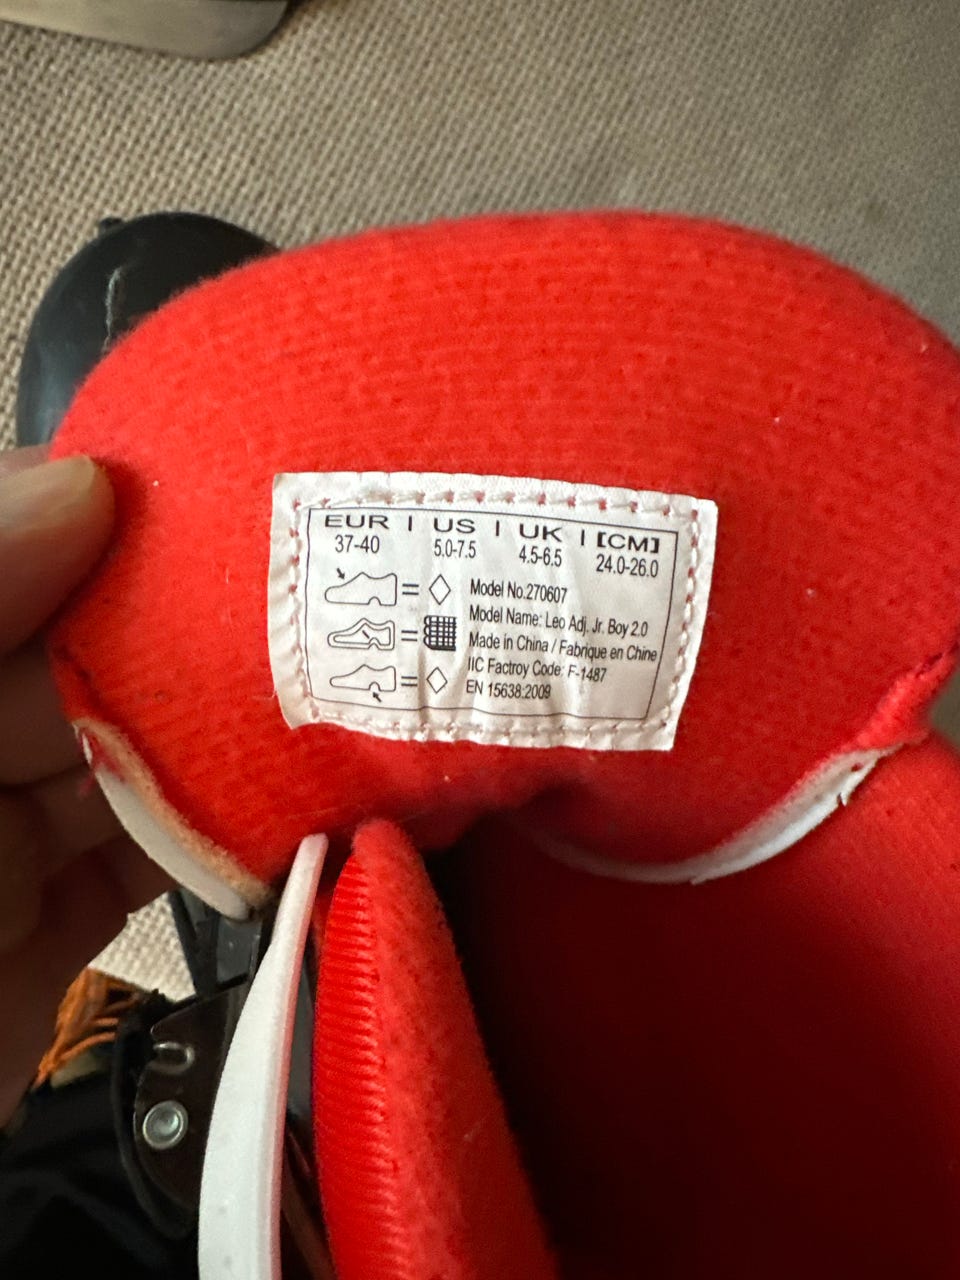 EUR | US | UK | [CM]
37-40 5.0-7.5 4.5-6.5 24.0-26.0
Model No.270607
Model Name: Leo Adj. Jr. Boy 2.0
Made in China / Fabrique en Chine
IIC Factroy Code: F-1487
EN 15638:2009